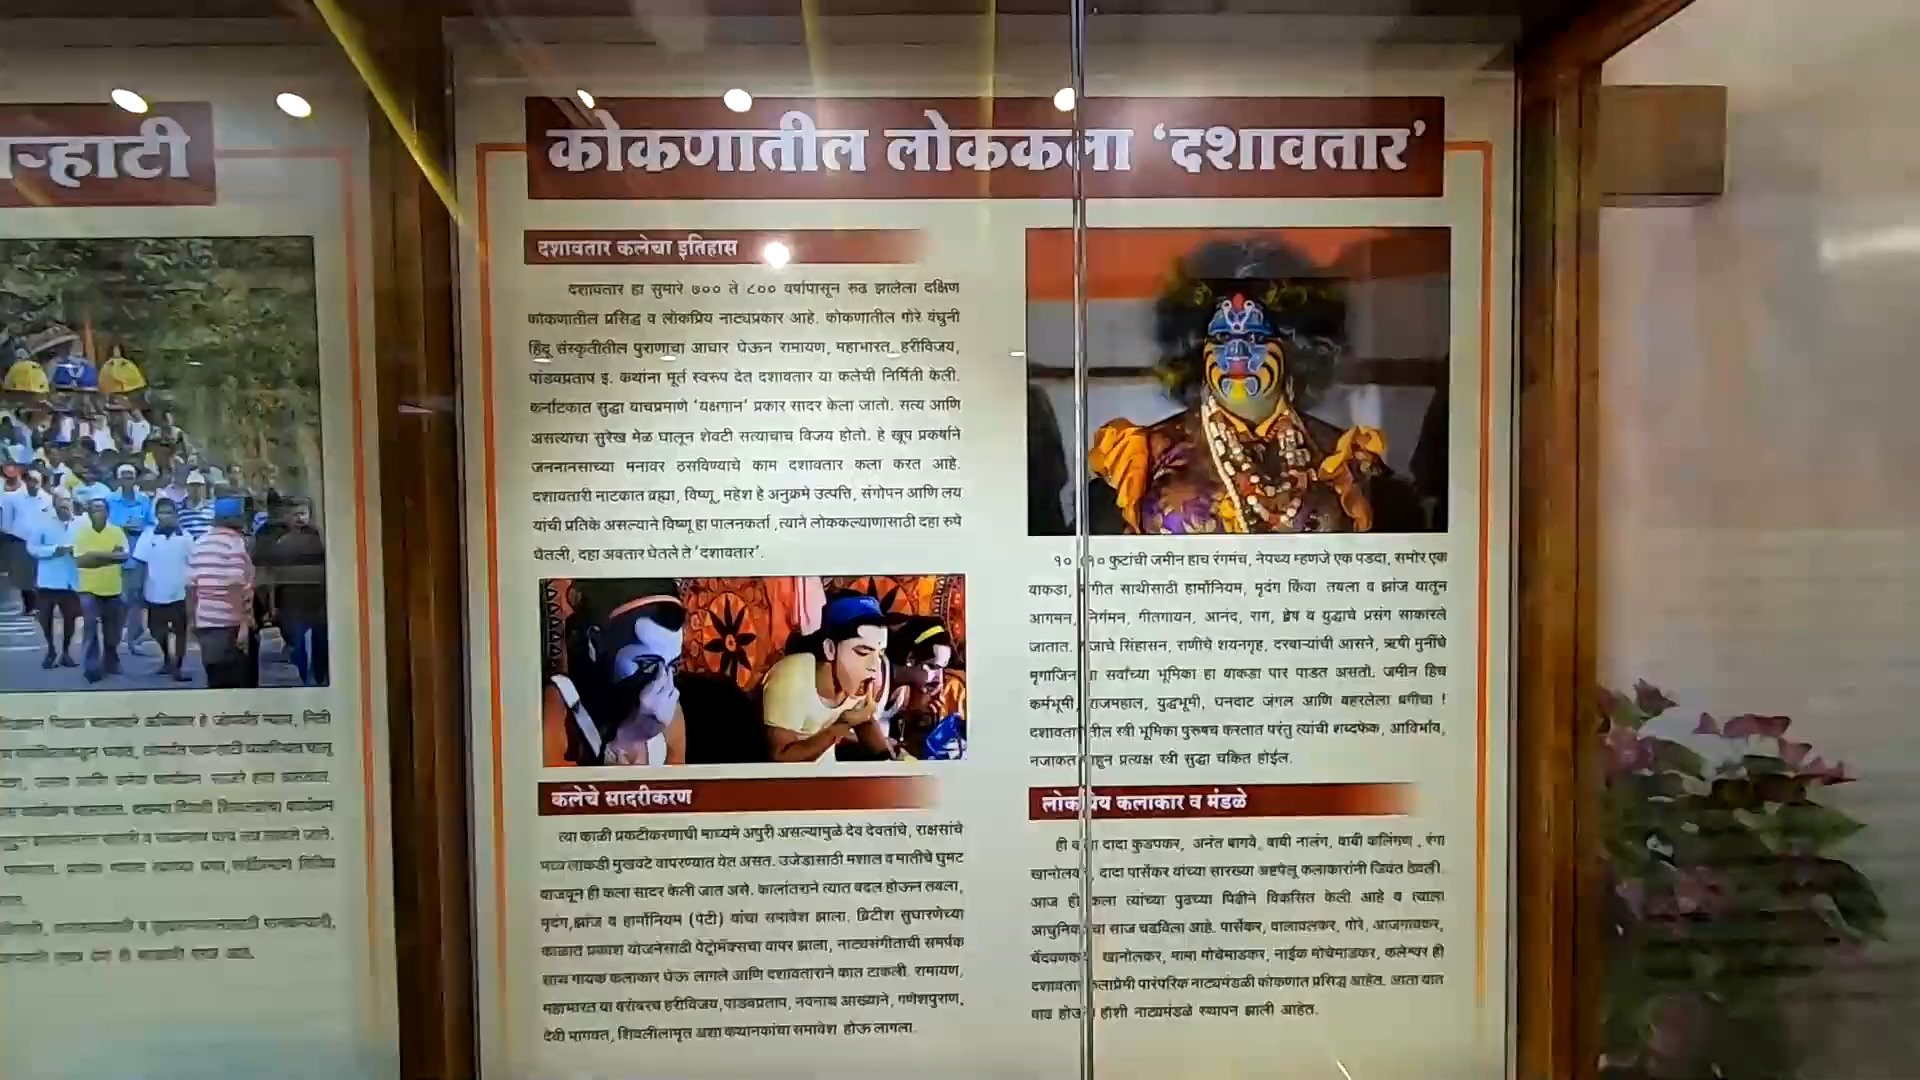 ऱ्हाटी
कोकणातील लोककला ‘दशावतार’
दशावतार कलेचा इतिहास
दशावतार हा सुमारे ७०० ते ८०० वर्षापासून रुढ झालेला दक्षिण
कोकणातील प्रसिद्ध व लोकप्रिय नाट्यप्रकार आहे. कोकणातील गोरे बंधुनी
हिंदू संस्कृतीतील पुराणाचा आधार घेऊन रामायण, महाभारत, हरीविजय,
पांडवप्रताप इ. कथांना मूर्त स्वरुप देत दशावतार या कलेची निर्मिती केली.
कर्नाटकात सुद्धा याचप्रमाणे ‘यक्षगान’ प्रकार सादर केला जातो. सत्य आणि
असत्याचा सुरेख मेळ घालून शेवटी सत्याचाच विजय होतो. हे खूप प्रकर्षाने
जनमानसाच्या मनावर ठसविण्याचे काम दशावतार कला करत आहे.
दशावतारी नाटकात ब्रह्मा, विष्णू, महेश हे अनुक्रमे उत्पत्ति, संगोपन आणि लय
यांची प्रतिके असल्याने विष्णू हा पालनकर्ता ,त्याने लोककल्याणासाठी दहा रुपे
घेतली, दहा अवतार घेतले ते ‘दशावतार’.
कलेचे सादरीकरण
त्या काळी प्रकटीकरणाची माध्यमे अपुरी असल्यामुळे देव देवतांचे, राक्षसांचे
भव्य लाकडी मुखवटे वापरण्यात येत असत. उजेडासाठी मशाल व मातीचे घुमट
वाजवून ही कला सादर केली जात असे. कालांतराने त्यात बदल होऊन तबला,
मृदंग,झांज व हार्मोनियम (पेटी) यांचा समावेश झाला. ब्रिटीश सुधारणेच्या
काळात प्रकाश योजनेसाठी पेट्रोमॅक्सचा वापर झाला, नाट्यसंगीताची समर्पक
साथ गायक कलाकार घेऊ लागले आणि दशावताराने कात टाकली. रामायण,
महाभारत या बरोबरच हरीविजय,पांडवप्रताप, नवनाथ आख्याने, गणेशपुराण,
देवी भागवत, शिवलीलामृत अशा कथानकांचा समावेश होऊ लागला.
फुटांची जमीन हाच रंगमंच, नेपथ्य म्हणजे एक पडदा, समोर एक
बाकडा, साथीसाठी हार्मोनियम, मृदंग किंवा तबला व झांज यातून
आगमन, निर्गमन, गीतगायन, आनंद, राग, द्वेष व युद्धाचे प्रसंग साकारले
जातात. सिंहासन, राणीचे शयनगृह, दरबाऱ्यांची आसने, ऋषी मुनींचे
मृगाजिन या सर्वांच्या भूमिका हा बाकडा पार पाडत असतो. जमीन हिच
कर्मभूमी, राजमहाल, युद्धभूमी, घनदाट जंगल आणि बहरलेला बगीचा !
दशावतारातील स्त्री भूमिका पुरुषच करतात परंतु त्यांची शब्दफेक, आविर्भाव,
नजाकत पाहून प्रत्यक्ष स्त्री सुद्धा चकित होईल.
लोकप्रिय कलाकार व मंडळे
ही दादा कुडपकर, अनंत बागवे, बाबी नालंग, बाबी कलिंगण , रंगा
खानोलकर, दादा पार्सेकर यांच्या सारख्या अष्टपैलू कलाकारांनी जिवंत ठेवली.
आज ही कला त्यांच्या पुढच्या पिढीने विकसित केली आहे व त्याला
साज चढविला आहे. पार्सेकर, वालावलकर, गोरे, आजगावकर,
खानोलकर, मामा मोचेमाडकर, नाईक मोचेमाडकर, कलेश्वर ही
दशावतार कलाप्रेमी पारंपरिक नाट्यमंडळी कोकणात प्रसिद्ध आहेत. आता यात
वाढ होऊन हौशी नाट्यमंडळे स्थापन झाली आहेत.